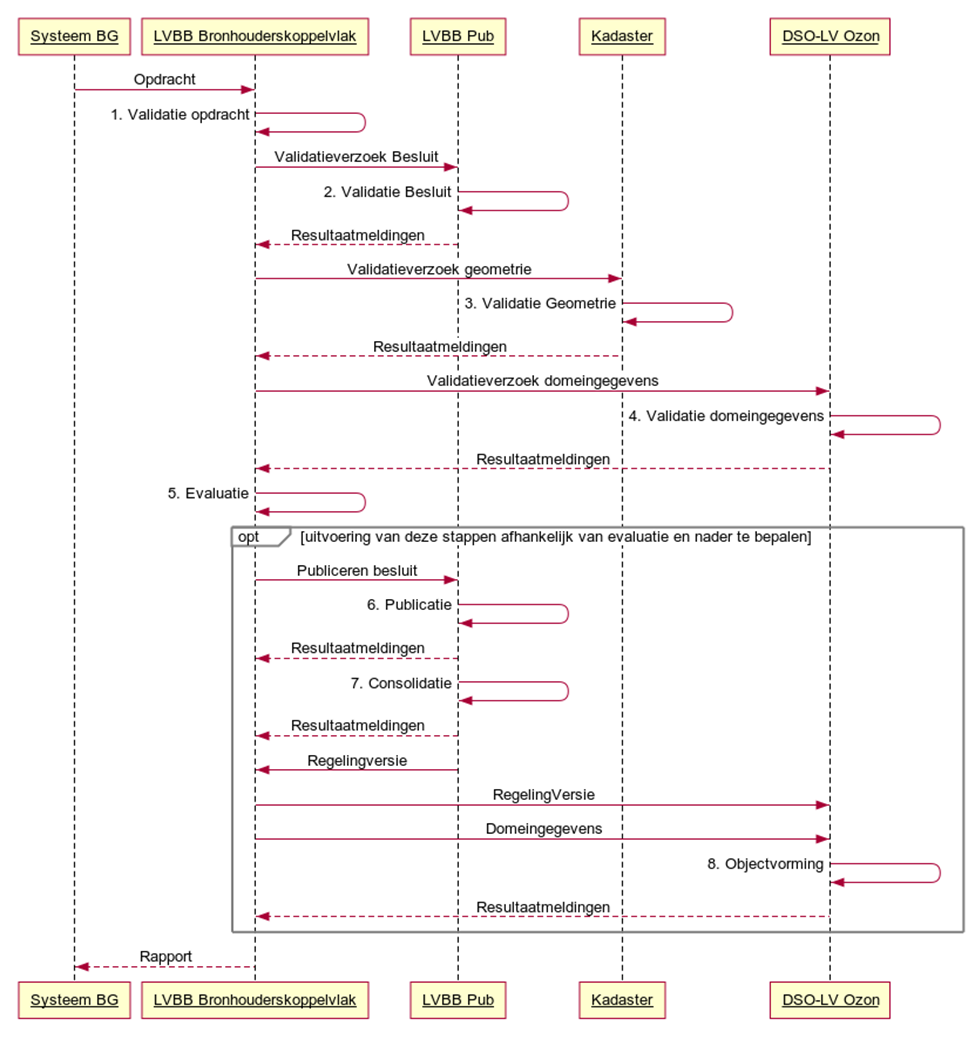 Systeem BG
LVBB Bronhouderskoppelvlak
LVBB Pub
Kadaster
DSO-LV Ozon
Opdracht
1. Validatie opdracht
Validatieverzoek Besluit
2. Validatie Besluit
Resultaatmeldingen
Validatieverzoek geometrie
3. Validatie Geometrie
Resultaatmeldingen
Validatieverzoek domeingegevens
4. Validatie domeingegevens
Resultaatmeldingen
5. Evaluatie
opt
[uitvoering van deze stappen afhankelijk van evaluatie en nader te bepalen]
Publiceren besluit
6. Publicatie
Resultaatmeldingen
7. Consolidatie
Resultaatmeldingen
Regelingversie
RegelingVersie
Domeingegevens
8. Objectvorming
Resultaatmeldingen
Rapport
Systeem BG
LVBB Bronhouderskoppelvlak
LVBB Pub
Kadaster
DSO-LV Ozon